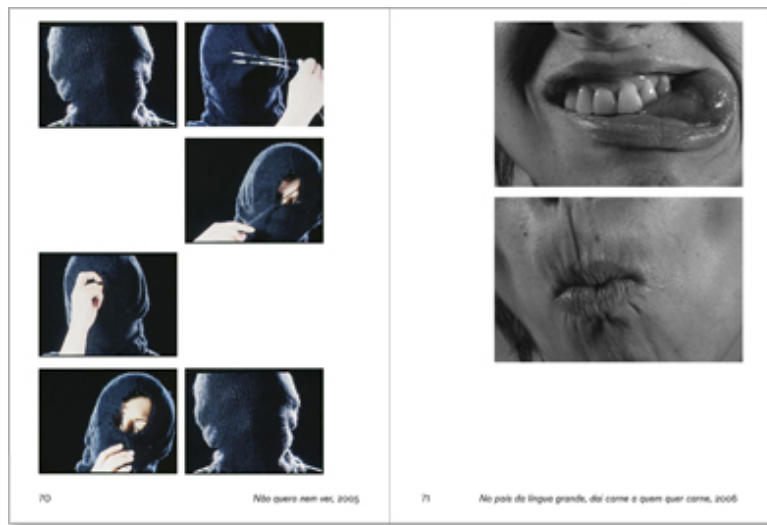 70
Não quero nem ver, 2005
71
No país da língua grande, dai carne a quem quer carne, 2006